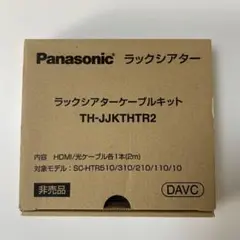 Panasonic ラックシアター
ラックシアターケーブルキット
TH-JJKTHTR2
内容 HDMI/光ケーブル各1本(2m)
対象モデル：SC-HTR510/310/210/110/10
非売品
DAVC